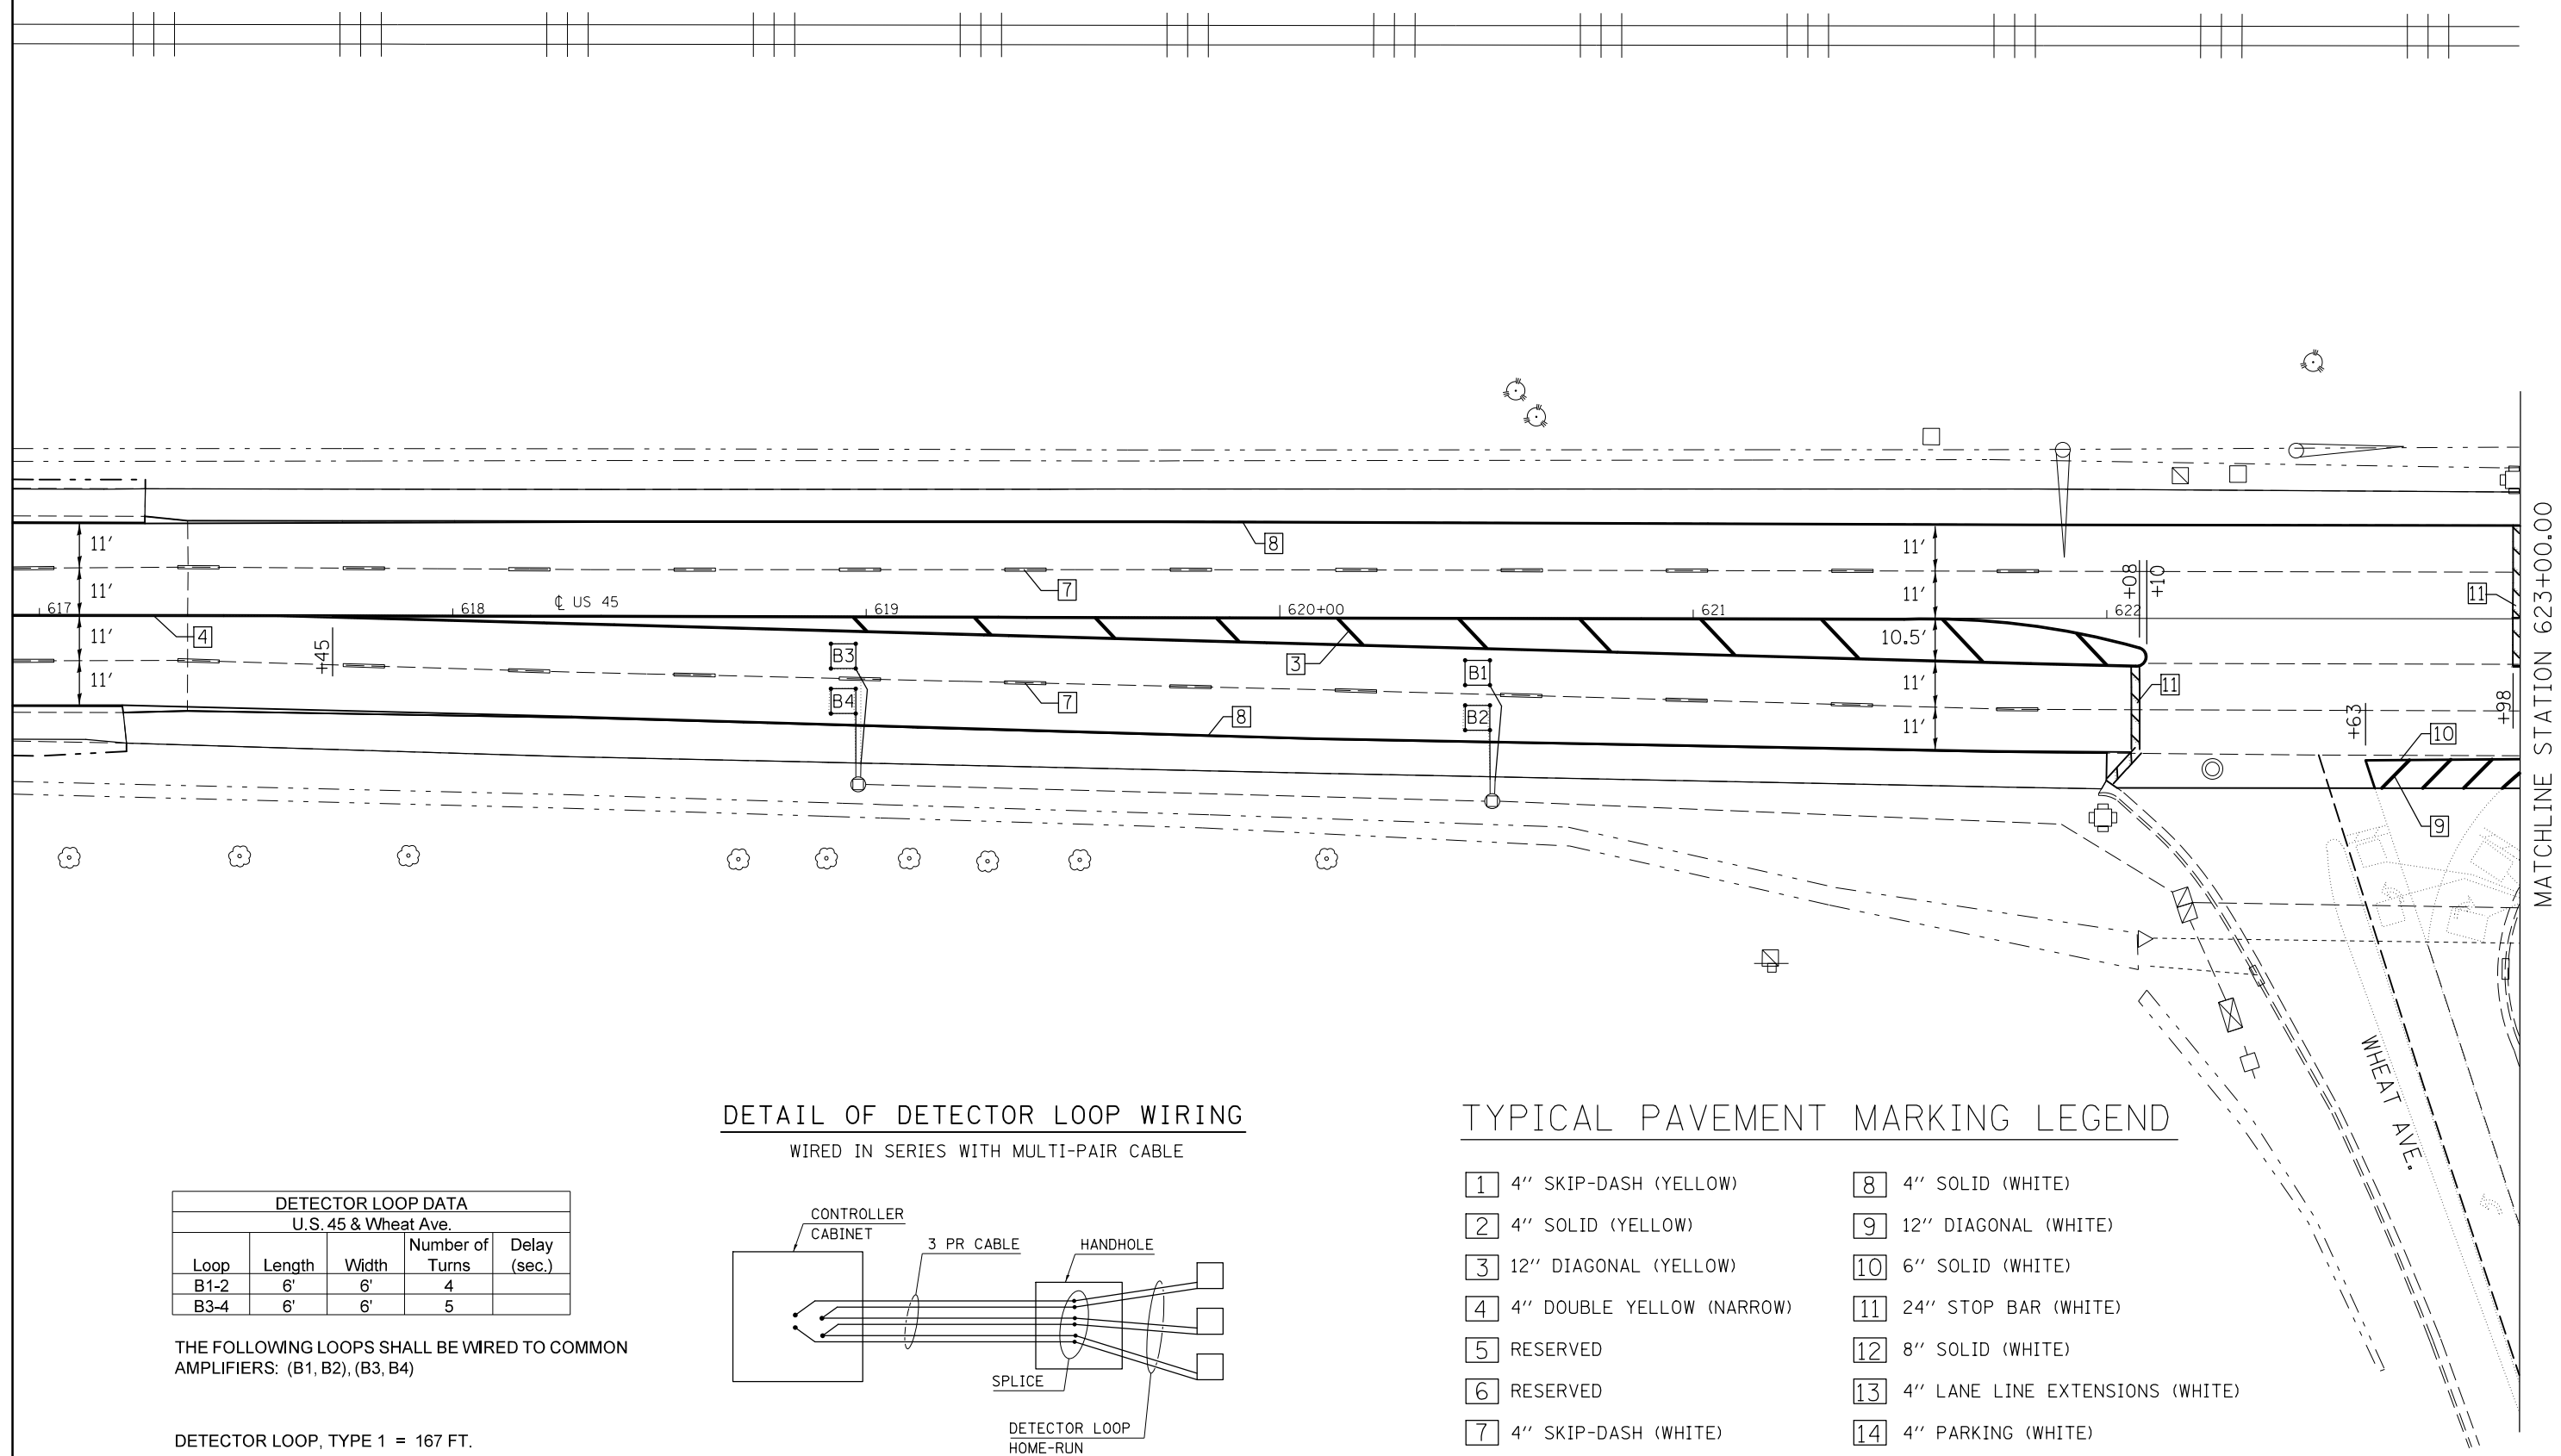 11′
11′
617
4
11′
11′
+45
618
℄ US 45
7
619
8
620+00
3
B3
B4
7
8
B1
B2
621
11′
11′
10.5′
11′
11′
622
+08
+10
11
11
+63
+98
10
9
MATCHLINE STATION 623+00.00
WHEAT AVE.
DETECTOR LOOP DATA
U.S. 45 & Wheat Ave.
Loop Length Width Number of Turns Delay (sec.)
B1-2 6' 6' 4
B3-4 6' 6' 5
THE FOLLOWING LOOPS SHALL BE WIRED TO COMMON
AMPLIFIERS: (B1, B2), (B3, B4)
DETECTOR LOOP, TYPE 1 = 167 FT.
DETAIL OF DETECTOR LOOP WIRING
WIRED IN SERIES WITH MULTI-PAIR CABLE
CONTROLLER
CABINET
3 PR CABLE
HANDHOLE
SPLICE
DETECTOR LOOP
HOME-RUN
TYPICAL PAVEMENT MARKING LEGEND
1 4″ SKIP-DASH (YELLOW)
2 4″ SOLID (YELLOW)
3 12″ DIAGONAL (YELLOW)
4 4″ DOUBLE YELLOW (NARROW)
5 RESERVED
6 RESERVED
7 4″ SKIP-DASH (WHITE)
8 4″ SOLID (WHITE)
9 12″ DIAGONAL (WHITE)
10 6″ SOLID (WHITE)
11 24″ STOP BAR (WHITE)
12 8″ SOLID (WHITE)
13 4″ LANE LINE EXTENSIONS (WHITE)
14 4″ PARKING (WHITE)